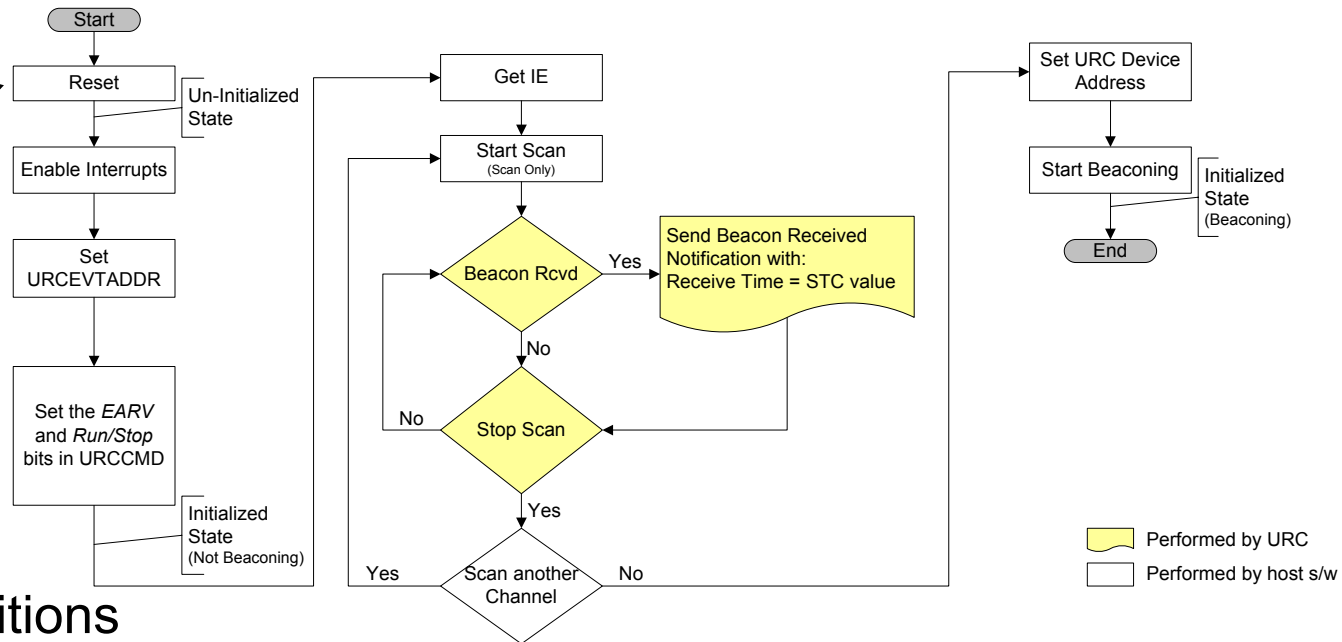 Start
Reset
Un-Initialized
State
Enable Interrupts
Set
URCEVTADDR
Set the EARV
and Run/Stop
bits in URCCMD
Initialized
State
(Not Beaconing)
Get IE
Start Scan
(Scan Only)
Beacon Rcvd
Yes
Send Beacon Received
Notification with:
Receive Time = STC value
No
Stop Scan
No
Yes
Scan another
Channel
Yes
No
Set URC Device
Address
Start Beaconing
Initialized
State
(Beaconing)
End
Performed by URC
Performed by host s/w
itions